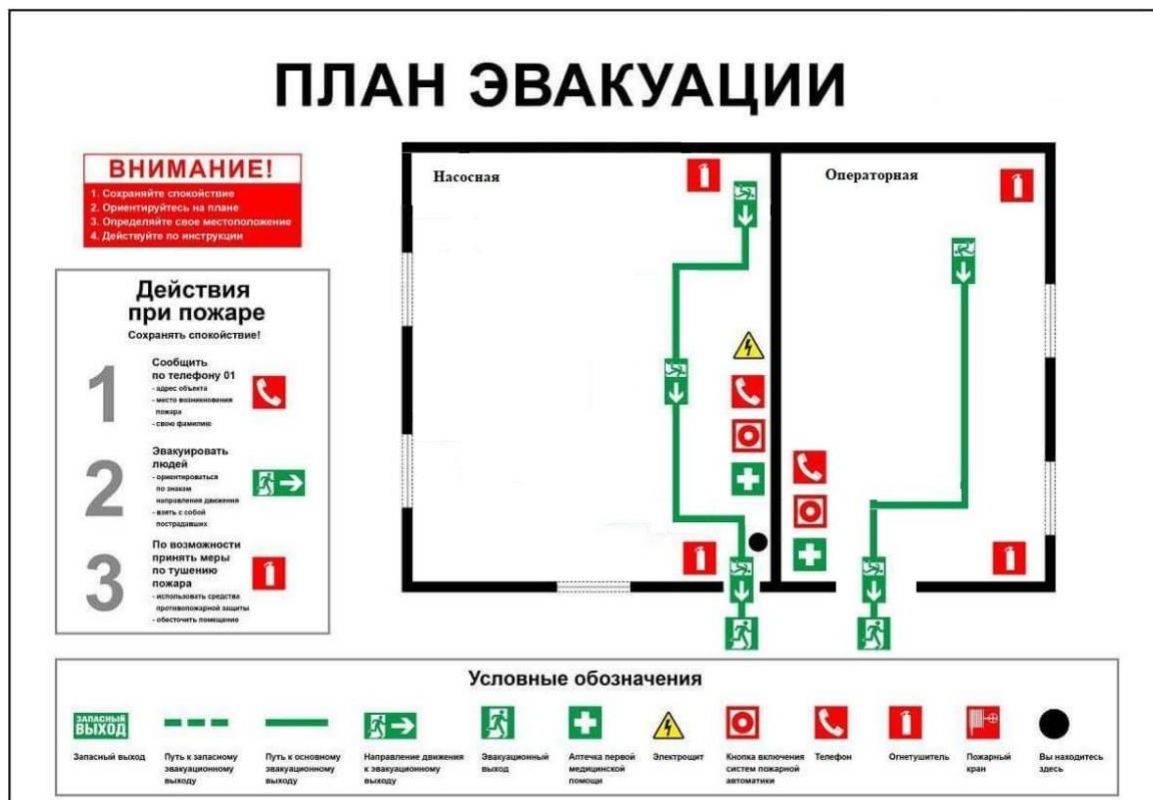 ПЛАН ЭВАКУАЦИИ
ВНИМАНИЕ!
1. Сохраняйте спокойствие
2. Ориентируйтесь на плане
3. Определяйте свое местоположение
4. Действуйте по инструкции
Действия
при пожаре
Сохранять спокойствие!
1
Сообщить
по телефону 01
- адрес объекта
- место возникновения
пожара
- свою фамилию
2
Эвакуировать
людей
- ориентироваться
по знакам
направления движения
- взять с собой
пострадавших
3
По возможности
принять меры
по тушению
пожара
- использовать средства
противопожарной защиты
- обесточить помещение
Насосная
Операторная
Условные обозначения
ЗАПАСНЫЙ
ВЫХОД
Запасный выход
Путь к запасному
эвакуационному
выходу
Путь к основному
эвакуационному
выходу
Направление движения
к эвакуационному
выходу
Эвакуационный
выход
Аптечка первой
медицинской
помощи
Электрощит
Кнопка включения
систем пожарной
автоматики
Телефон
Огнетушитель
Пожарный
кран
Вы находитесь
здесь